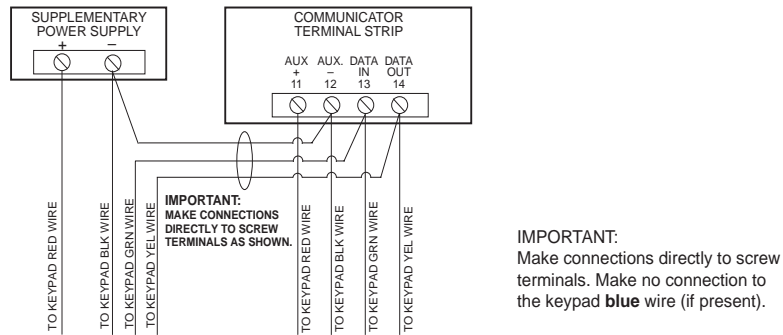 SUPPLEMENTARY
POWER SUPPLY
+ –
COMMUNICATOR
TERMINAL STRIP
AUX AUX. DATA DATA
+ – IN OUT
11 12 13 14
IMPORTANT:
MAKE CONNECTIONS
DIRECTLY TO SCREW
TERMINALS AS SHOWN.
TO KEYPAD RED WIRE
TO KEYPAD BLK WIRE
TO KEYPAD GRN WIRE
TO KEYPAD YEL WIRE
TO KEYPAD RED WIRE
TO KEYPAD BLK WIRE
TO KEYPAD GRN WIRE
TO KEYPAD YEL WIRE
IMPORTANT:
Make connections directly to screw
terminals. Make no connection to
the keypad blue wire (if present).